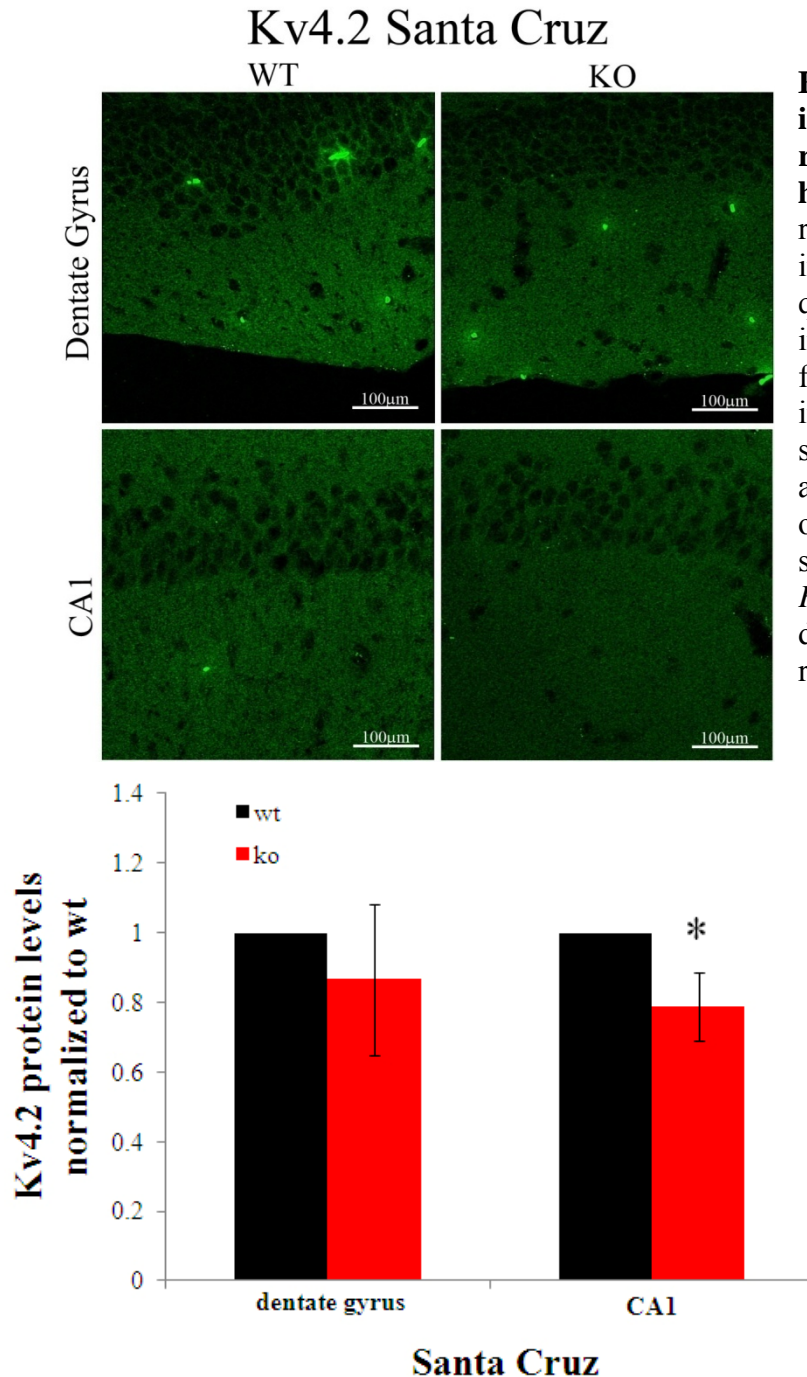 Kv4.2 Santa Cruz
WT
KO
Dentate Gyrus
100μm
100μm
CA1
100μm
100μm
1.4
1.2
1
0.8
0.6
0.4
0.2
0
Kv4.2 protein levels
normalized to wt
wt
ko
*
dentate gyrus
CA1
Santa Cruz